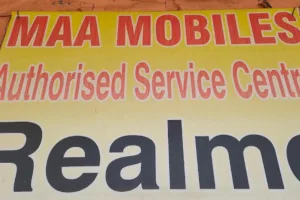 MAA MOBILES
Authorised Service Centr
Realme